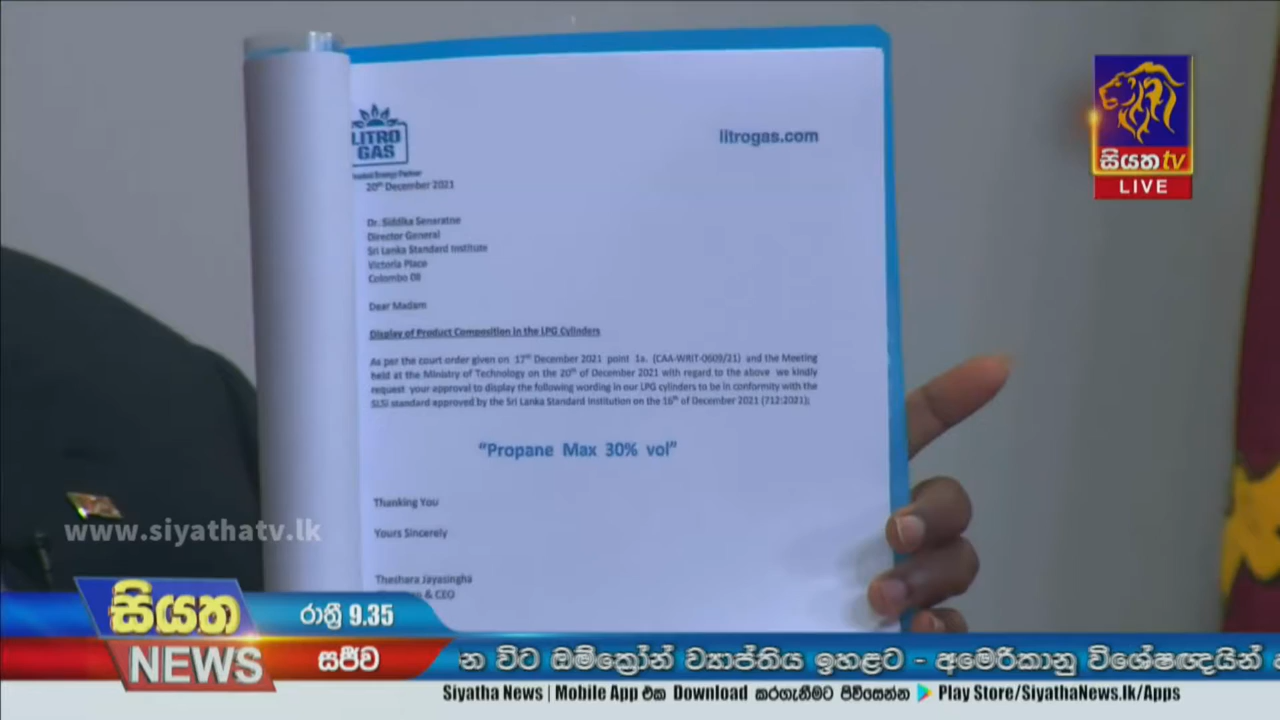 LITRO
GAS
Trusted Energy Partner
litrogas.com
20th December 2021
Dr. Siddika Senaratne
Director General
Sri Lanka Standard Institute
Victoria Place
Colombo 08
Dear Madam
Display of Product Composition in the LPG Cylinders
As per the court order given on 17th December 2021 point 1a. (CAA-WRIT-0609/21) and the Meeting
held at the Ministry of Technology on the 20th of December 2021 with regard to the above we kindly
request your approval to display the following wording in our LPG cylinders to be in conformity with the
SLSI standard approved by the Sri Lanka Standard Institution on the 16th of December 2021 (712:2021);
“Propane Max 30% vol”
Thanking You
Yours Sincerely
Theshara Jayasingha
& CEO
සියත tv
LIVE
www.siyathatv.lk
සියත
NEWS
රාත්‍රී 9.35
සජීව
න විට ඔමික්‍රෝන් ව්‍යාප්තිය ඉහළට - අමෙරිකානු විශේෂඥයින්
Siyatha News | Mobile App එක Download කරගැනීමට පිවිසෙන්න Play Store/SiyathaNews.lk/Apps